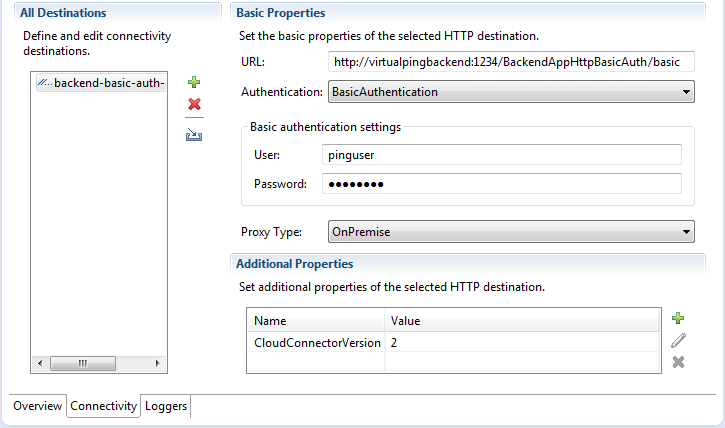 All Destinations
Define and edit connectivity
destinations.
backend-basic-auth-
Basic Properties
Set the basic properties of the selected HTTP destination.
URL: http://virtualpingbackend:1234/BackendAppHttpBasicAuth/basic
Authentication: BasicAuthentication
Basic authentication settings
User: pinguser
Password: ●●●●●●●●
Proxy Type: OnPremise
Additional Properties
Set additional properties of the selected HTTP destination.
Name Value
CloudConnectorVersion 2
Overview Connectivity Loggers